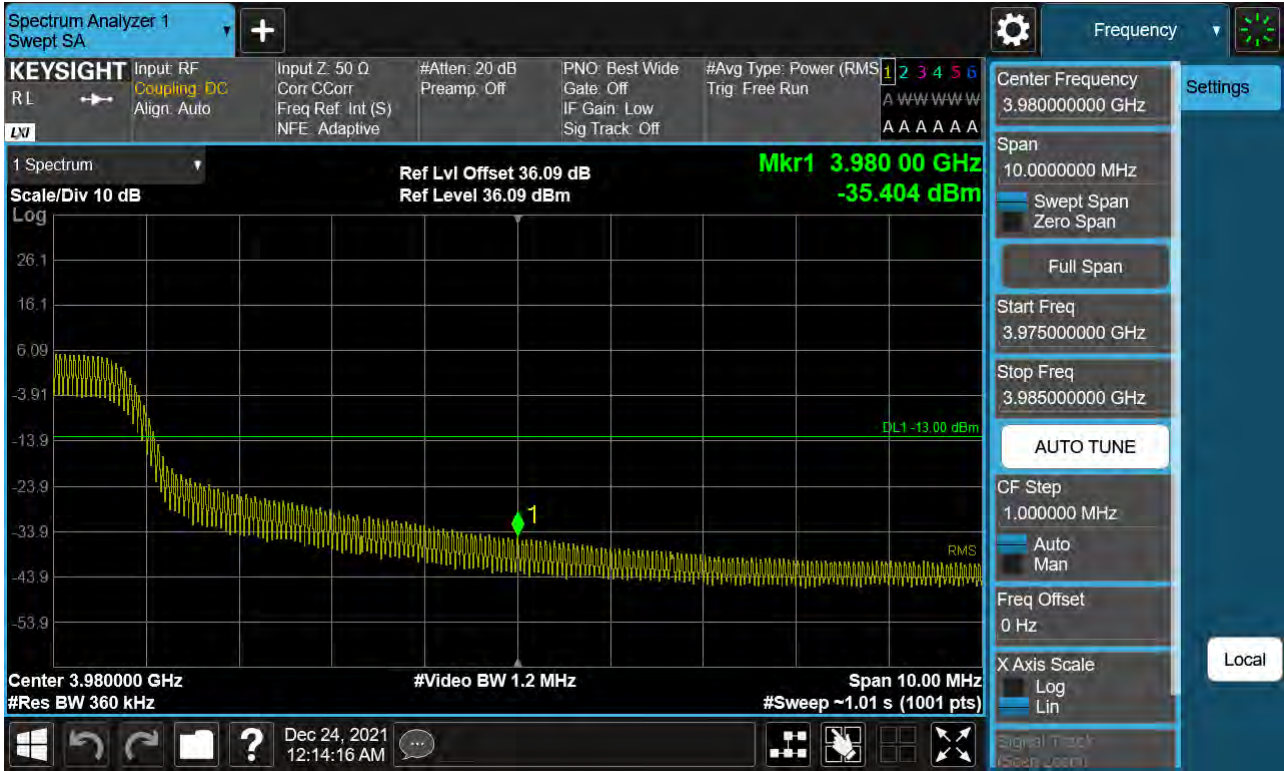 Spectrum Analyzer 1
Swept SA
+
Frequency
KEYSIGHT
RL
LXI
Input: RF
Coupling: DC
Align: Auto
Input Z: 50 Ω
Corr CCorr
Freq Ref: Int (S)
NFE: Adaptive
#Atten: 20 dB
Preamp: Off
PNO: Best Wide
Gate: Off
IF Gain: Low
Sig Track: Off
#Avg Type: Power (RMS
Trig: Free Run
1 2 3 4 5 6
A W W W W W
A A A A A A
1 Spectrum
Scale/Div 10 dB
Log
Ref Lvl Offset 36.09 dB
Ref Level 36.09 dBm
Mkr1 3.980 00 GHz
-35.404 dBm
26.1
16.1
6.09
-3.91
-13.9
-23.9
-33.9
-43.9
-53.9
DL1 -13.00 dBm
1
RMS
Center 3.980000 GHz
#Res BW 360 kHz
#Video BW 1.2 MHz
Span 10.00 MHz
#Sweep ~1.01 s (1001 pts)
Center Frequency
3.980000000 GHz
Span
10.0000000 MHz
Swept Span
Zero Span
Full Span
Start Freq
3.975000000 GHz
Stop Freq
3.985000000 GHz
AUTO TUNE
CF Step
1.000000 MHz
Auto
Man
Freq Offset
0 Hz
X Axis Scale
Log
Lin
Signal Track
(Span Zoom)
Settings
Local
?
Dec 24, 2021
12:14:16 AM